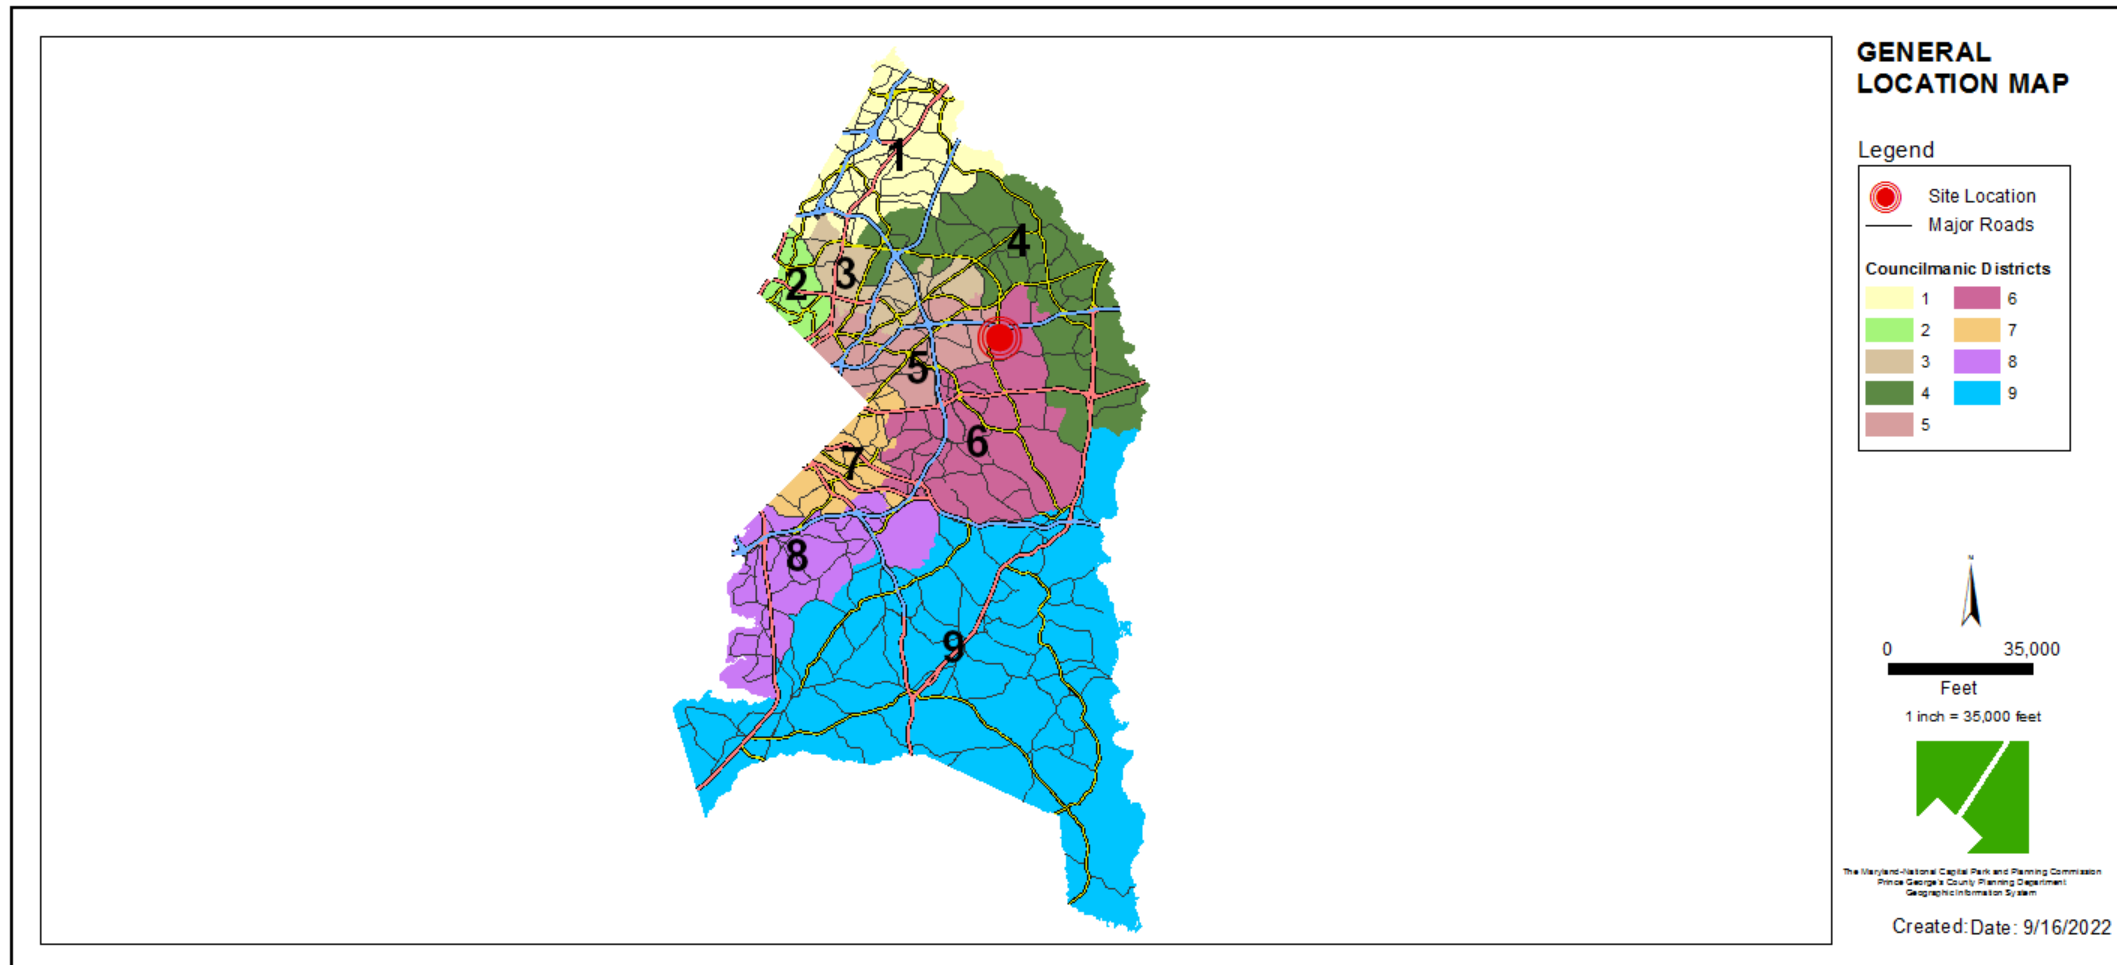 GENERAL
LOCATION MAP
Legend
Site Location
Major Roads
Councilmanic Districts
1 6
2 7
3 8
4 9
5
1
2
3
4
5
6
7
8
9
N
0 35,000
Feet
1 inch = 35,000 feet
The Maryland-National Capital Park and Planning Commission
Prince George's County Planning Department
Geographic Information System
Created: Date: 9/16/2022